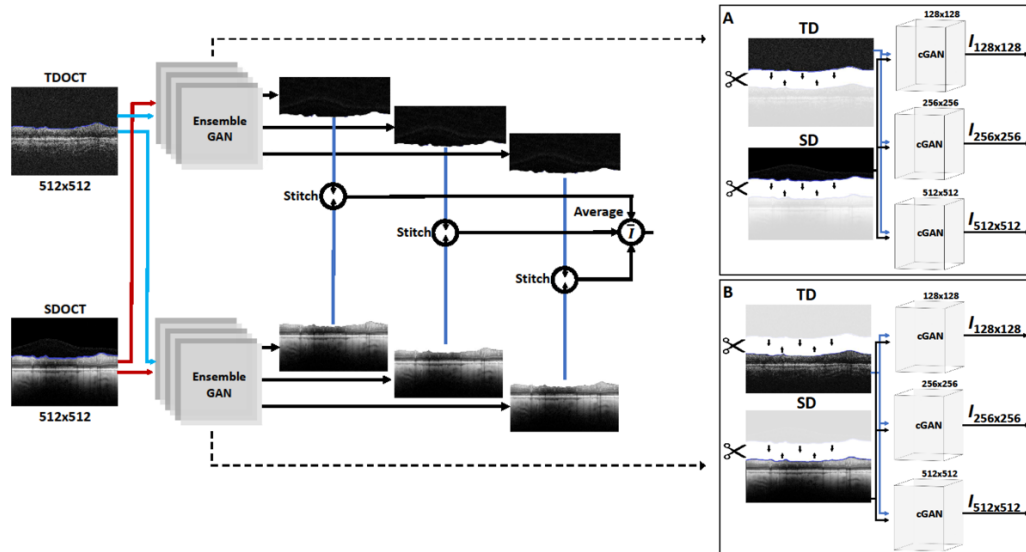 TDOCT
512x512
Ensemble
GAN
Stitch
Stitch
Stitch
Average
Ī
SDOCT
512x512
Ensemble
GAN
A
TD
SD
128x128
cGAN
I128x128
256x256
cGAN
I256x256
512x512
cGAN
I512x512
B
TD
SD
128x128
cGAN
I128x128
256x256
cGAN
I256x256
512x512
cGAN
I512x512